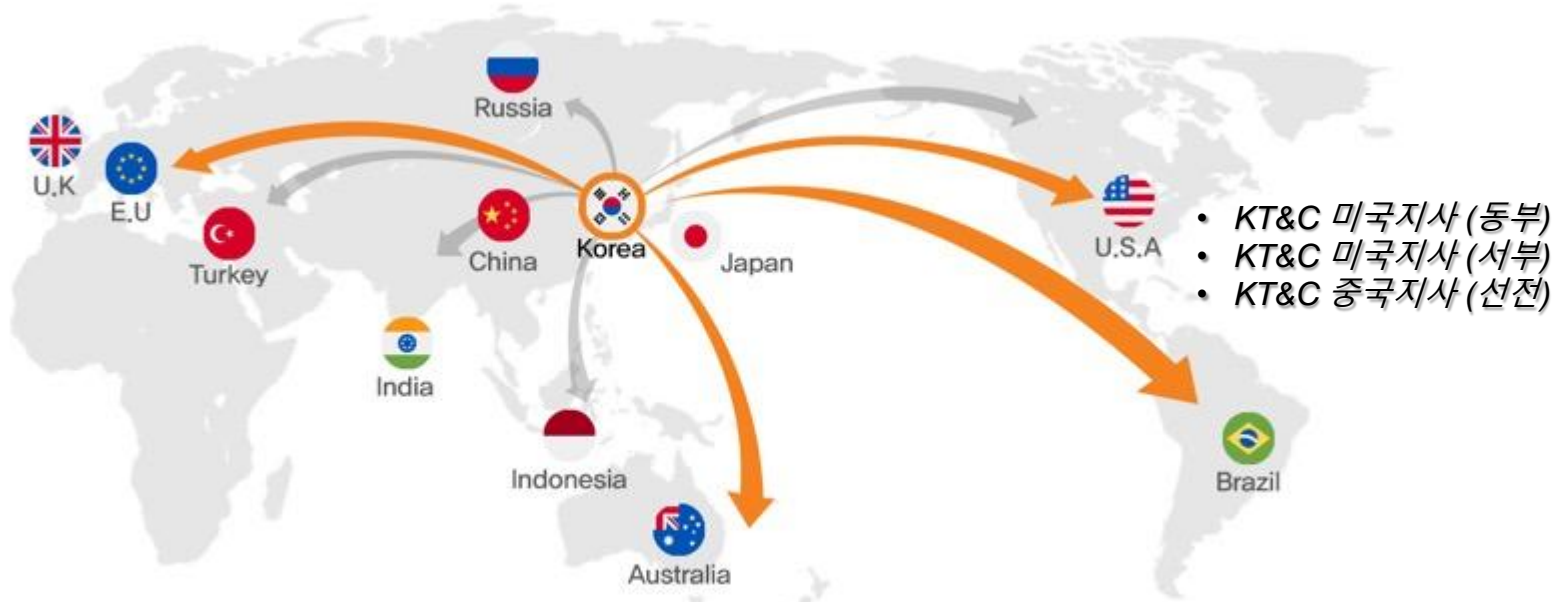 Russia
U.K
E.U
Turkey
China
Korea
Japan
U.S.A
• KT&C 미국지사 (동부)
• KT&C 미국지사 (서부)
• KT&C 중국지사 (선전)
India
Indonesia
Brazil
Australia